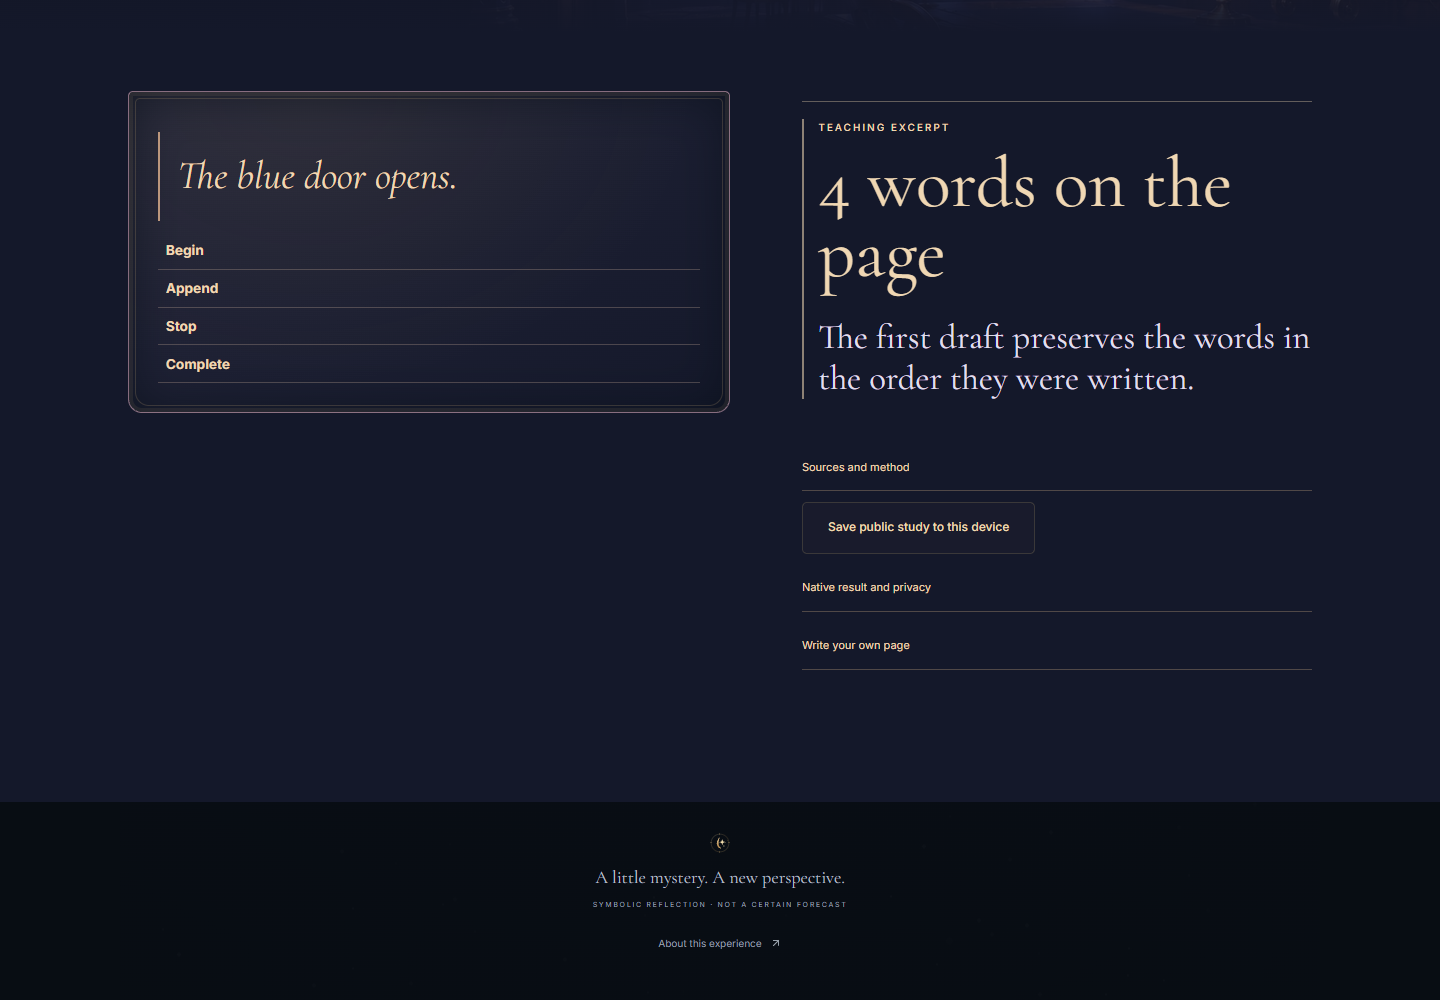 The blue door opens.
Begin
Append
Stop
Complete
TEACHING EXCERPT
4 words on the
page
The first draft preserves the words in
the order they were written.
Sources and method
Save public study to this device
Native result and privacy
Write your own page
A little mystery. A new perspective.
SYMBOLIC REFLECTION · NOT A CERTAIN FORECAST
About this experience